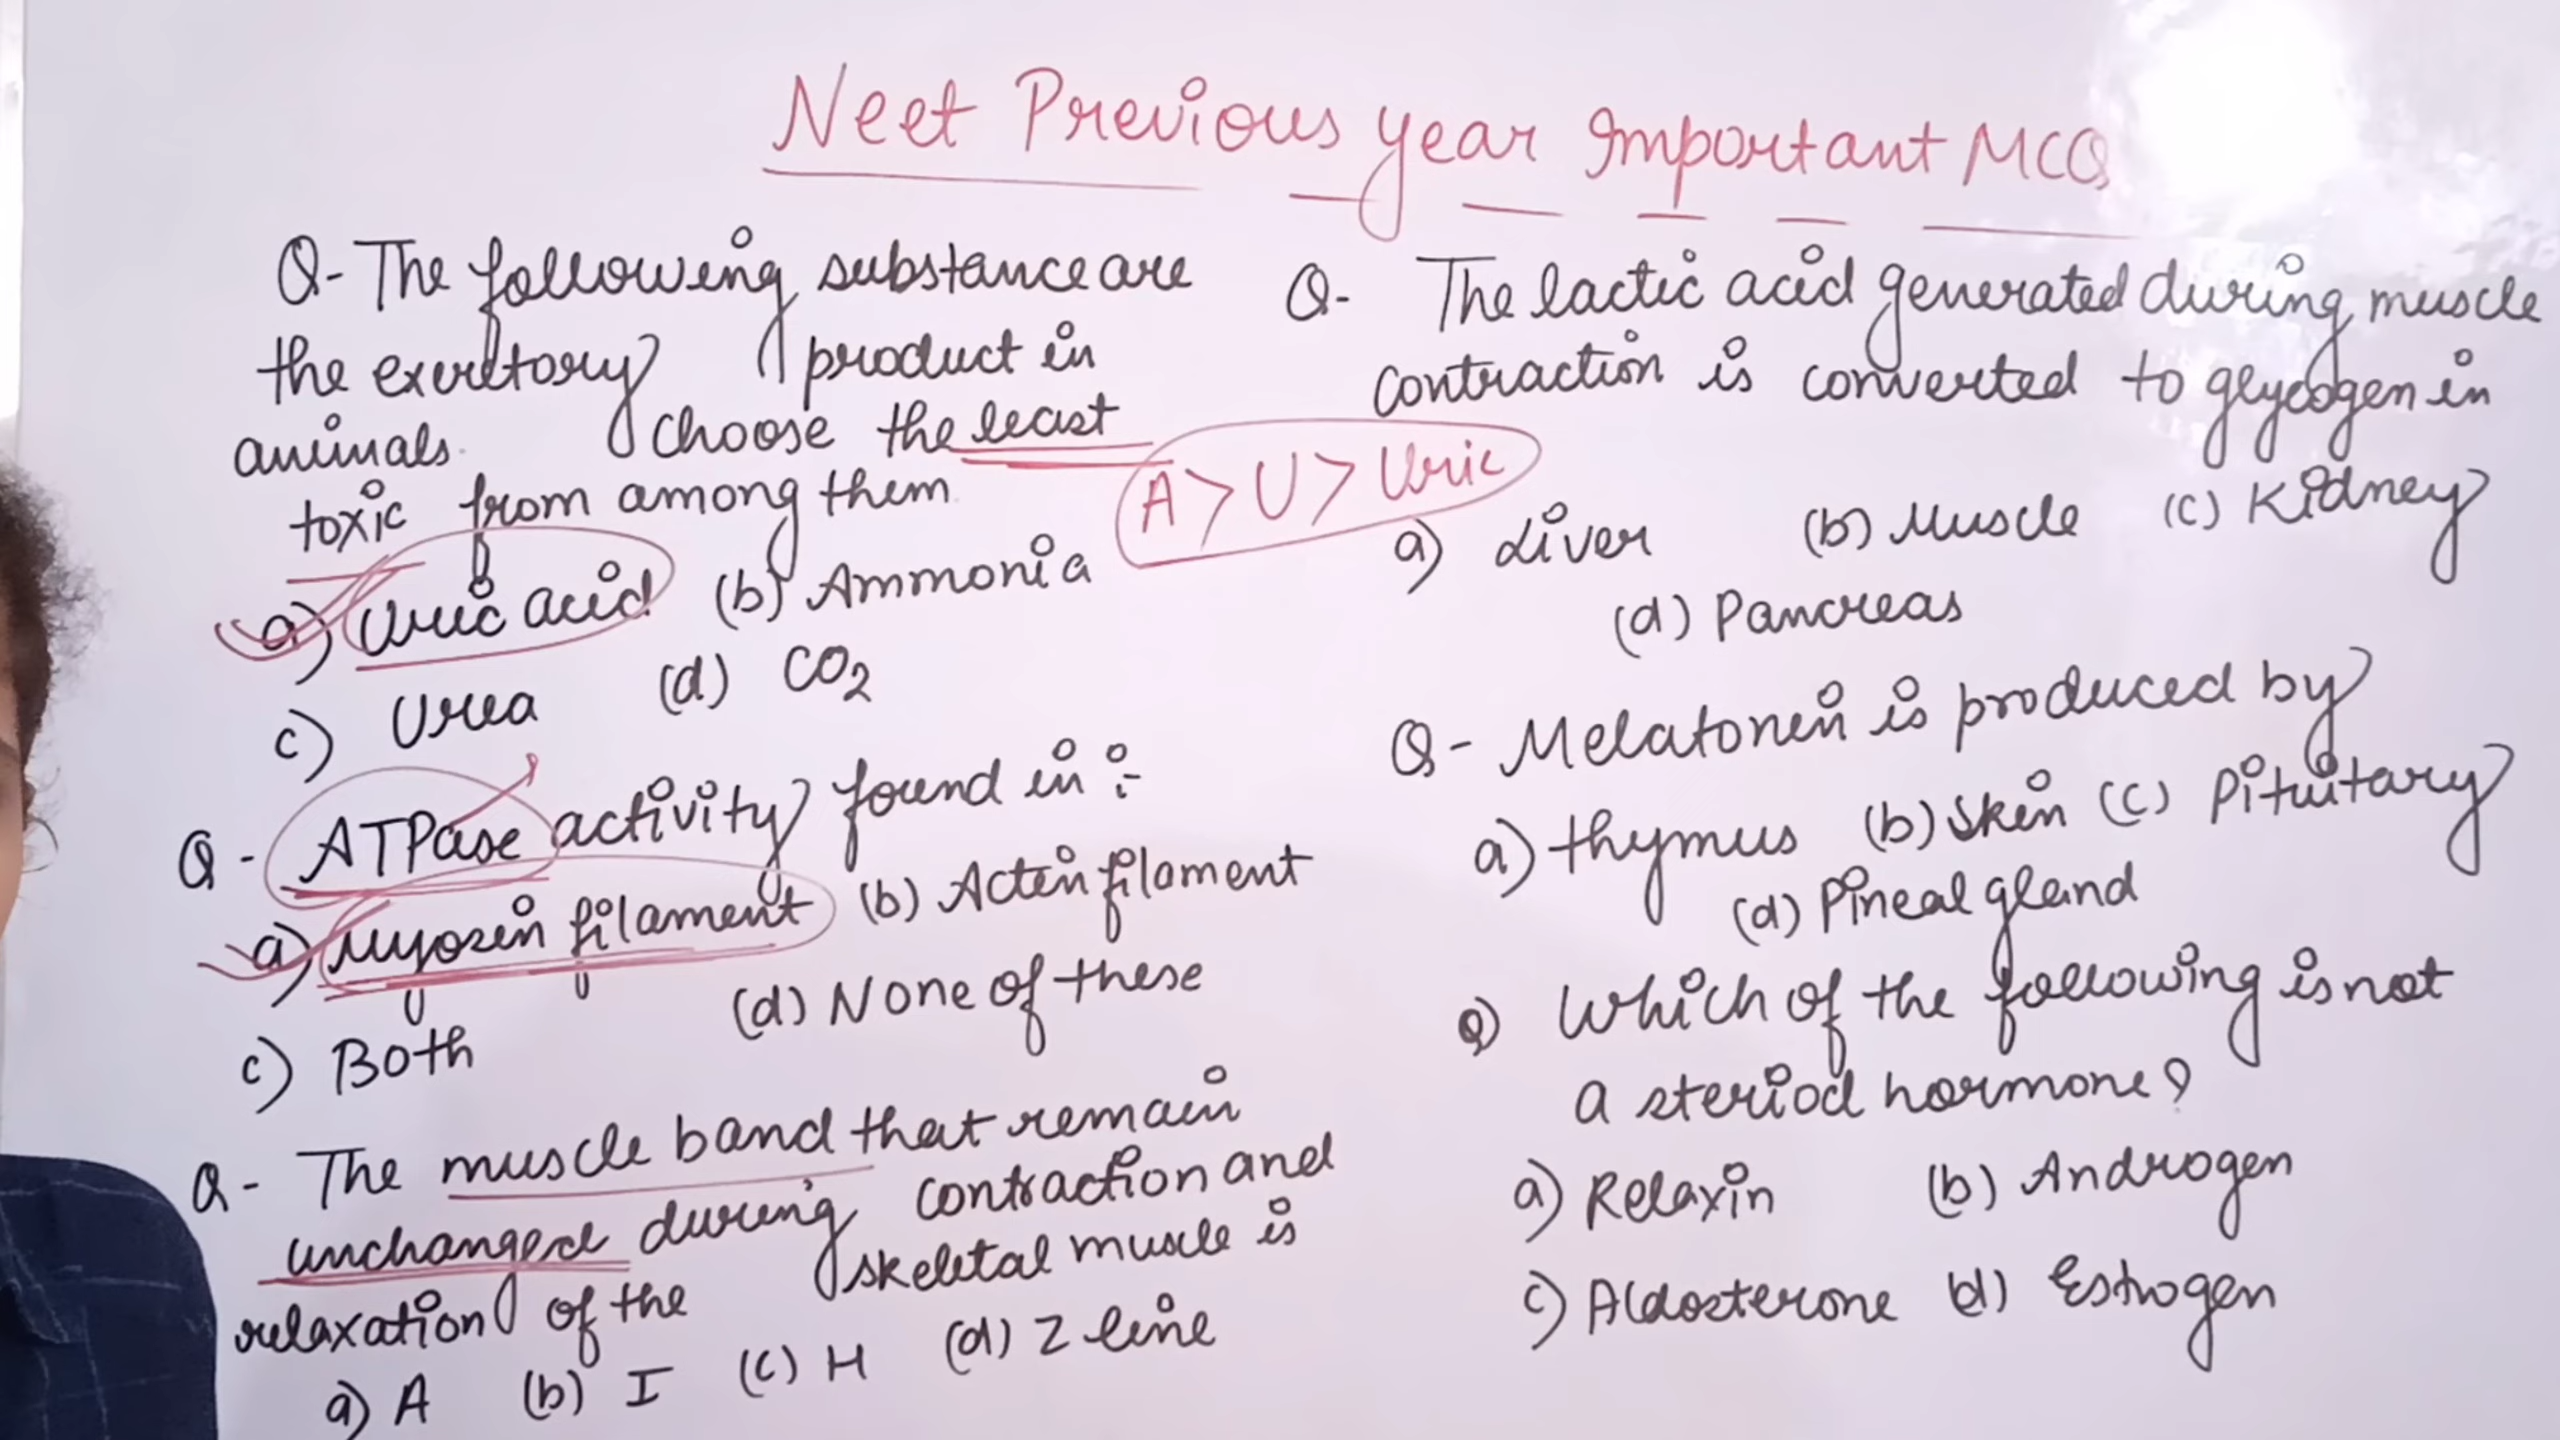 Neet Previous year Important MCQ
Q- The following substance are
the excretory product in
animals. choose the least
toxic from among them
A > U > Uric
a) Uric acid (b) Ammonia
c) Urea (d) CO2
Q- ATPase activity found in :-
a) Myosin filament (b) Actin filament
c) Both (d) None of these
Q- The muscle band that remain
unchanged during contraction and
relaxation of the skeletal muscle is
a) A (b) I (c) H (d) Z line
Q- The lactic acid generated during muscle
contraction is converted to glycogen in
a) Liver (b) Muscle (c) Kidney
(d) Pancreas
Q- Melatonin is produced by
a) thymus (b) Skin (c) Pituitary
(d) Pineal gland
Q) Which of the following is not
a steriod hormone?
a) Relaxin (b) Androgen
c) Aldosterone d) Estrogen